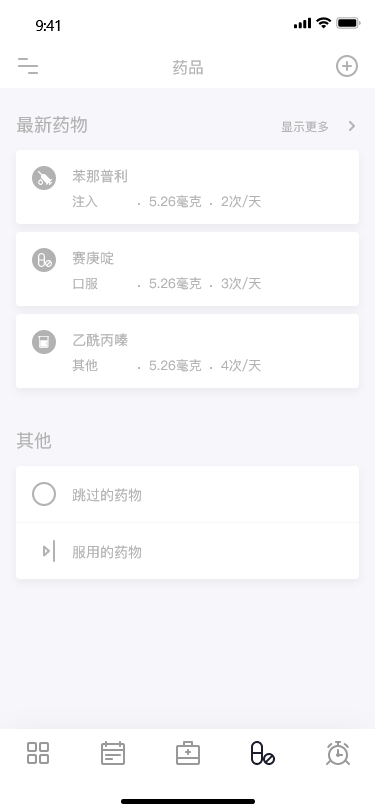 9:41
药品
最新药物
显示更多
苯那普利
注入 . 5.26毫克 . 2次/天
赛庚啶
口服 . 5.26毫克 . 3次/天
乙酰丙嗪
其他 . 5.26毫克 . 4次/天
其他
跳过的药物
服用的药物